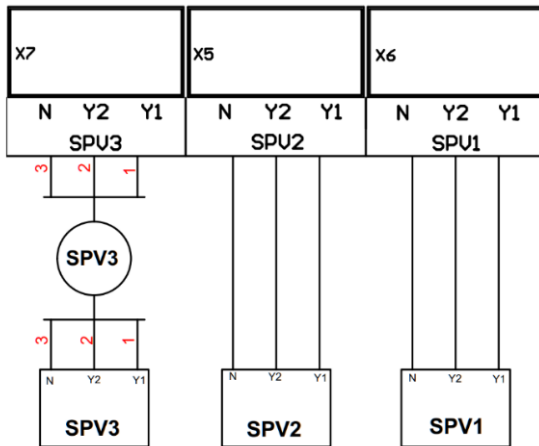 X7 X5 X6
N Y2 Y1 N Y2 Y1 N Y2 Y1
SPV3 SPV2 SPV1
3 2 1
SPV3
3 2 1
N Y2 Y1 N Y2 Y1 N Y2 Y1
SPV3 SPV2 SPV1